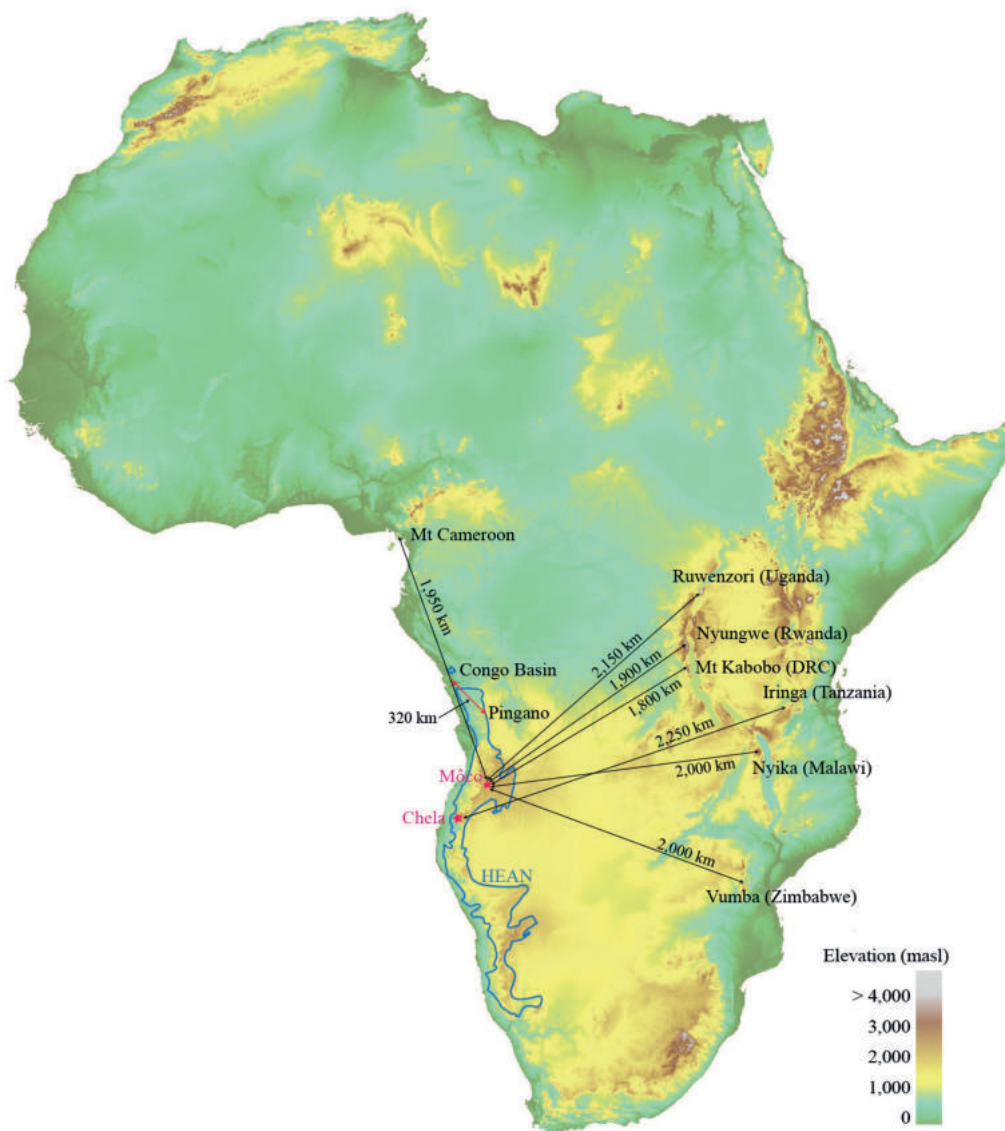 Mt Cameroon
1,950 km
Ruwenzori (Uganda)
2,150 km
Nyungwe (Rwanda)
1,900 km
Congo Basin
Mt Kabobo (DRC)
1,800 km
Iringa (Tanzania)
Pingano
320 km
2,250 km
Môco
2,000 km
Nyika (Malawi)
Chela
2,000 km
HEAN
Vumba (Zimbabwe)
Elevation (masl)
> 4,000
3,000
2,000
1,000
0